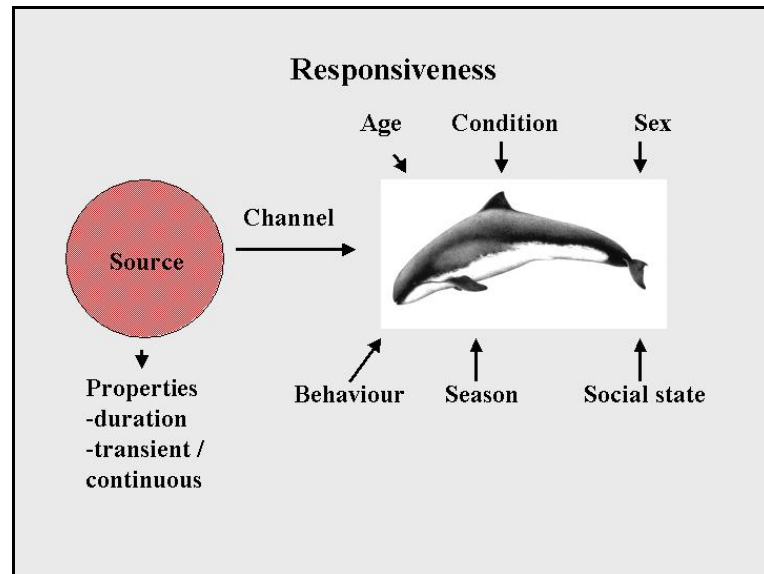 Responsiveness
Age Condition Sex
Channel
Source
Behaviour Season Social state
Properties
-duration
-transient /
continuous